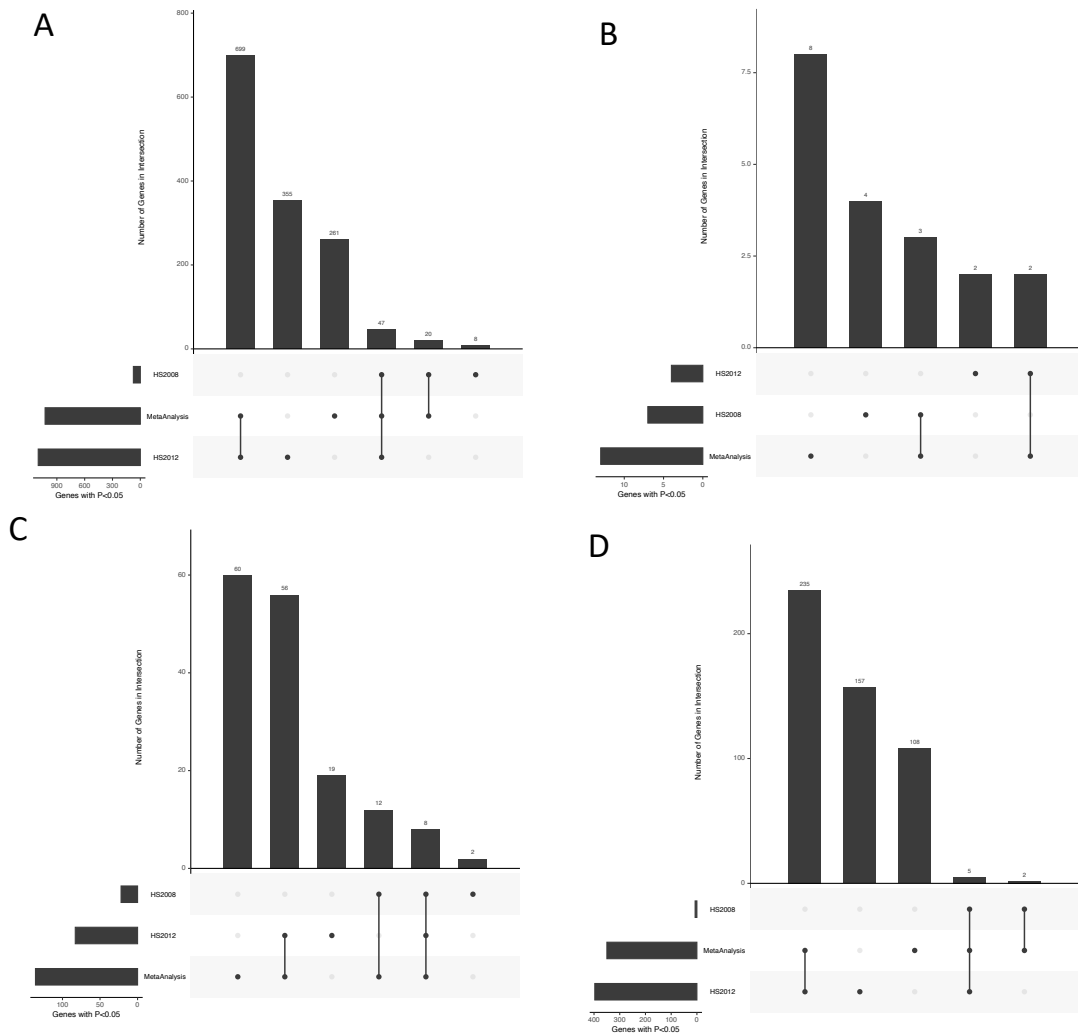 A
Number of Genes in Intersection
800
600
400
200
0
699
355
261
47
20
8
HS2008
MetaAnalysis
HS2012
900 600 300 0
Genes with P<0.05
B
Number of Genes in Intersection
7.5
5.0
2.5
0.0
8
4
3
2
2
HS2012
HS2008
MetaAnalysis
10 5 0
Genes with P<0.05
C
Number of Genes in Intersection
60
40
20
0
60
56
19
12
8
2
HS2008
HS2012
MetaAnalysis
100 50 0
Genes with P<0.05
D
Number of Genes in Intersection
200
100
0
235
157
108
5
2
HS2008
MetaAnalysis
HS2012
400 300 200 100 0
Genes with P<0.05